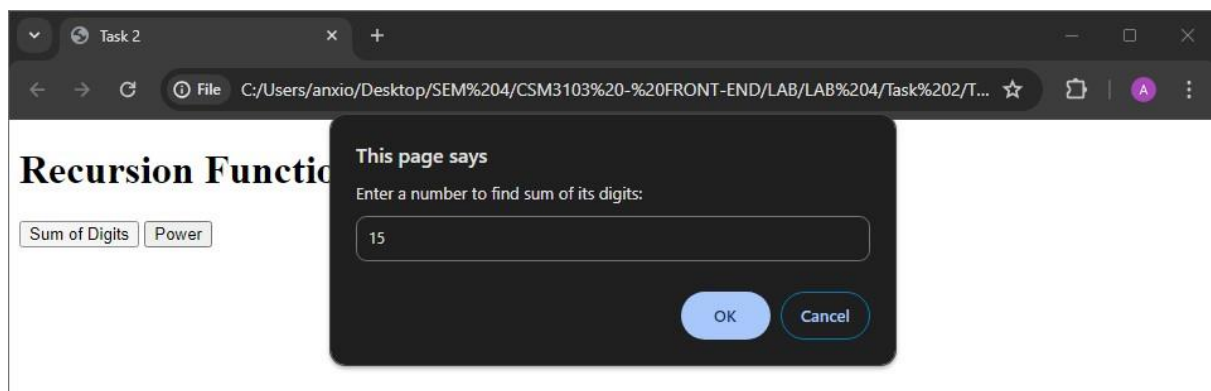 Task 2
File C:/Users/anxio/Desktop/SEM%204/CSM3103%20-%20FRONT-END/LAB/LAB%204/Task%202/T...
A
This page says
Recursion Functio
Enter a number to find sum of its digits:
Sum of Digits Power
15
OK Cancel